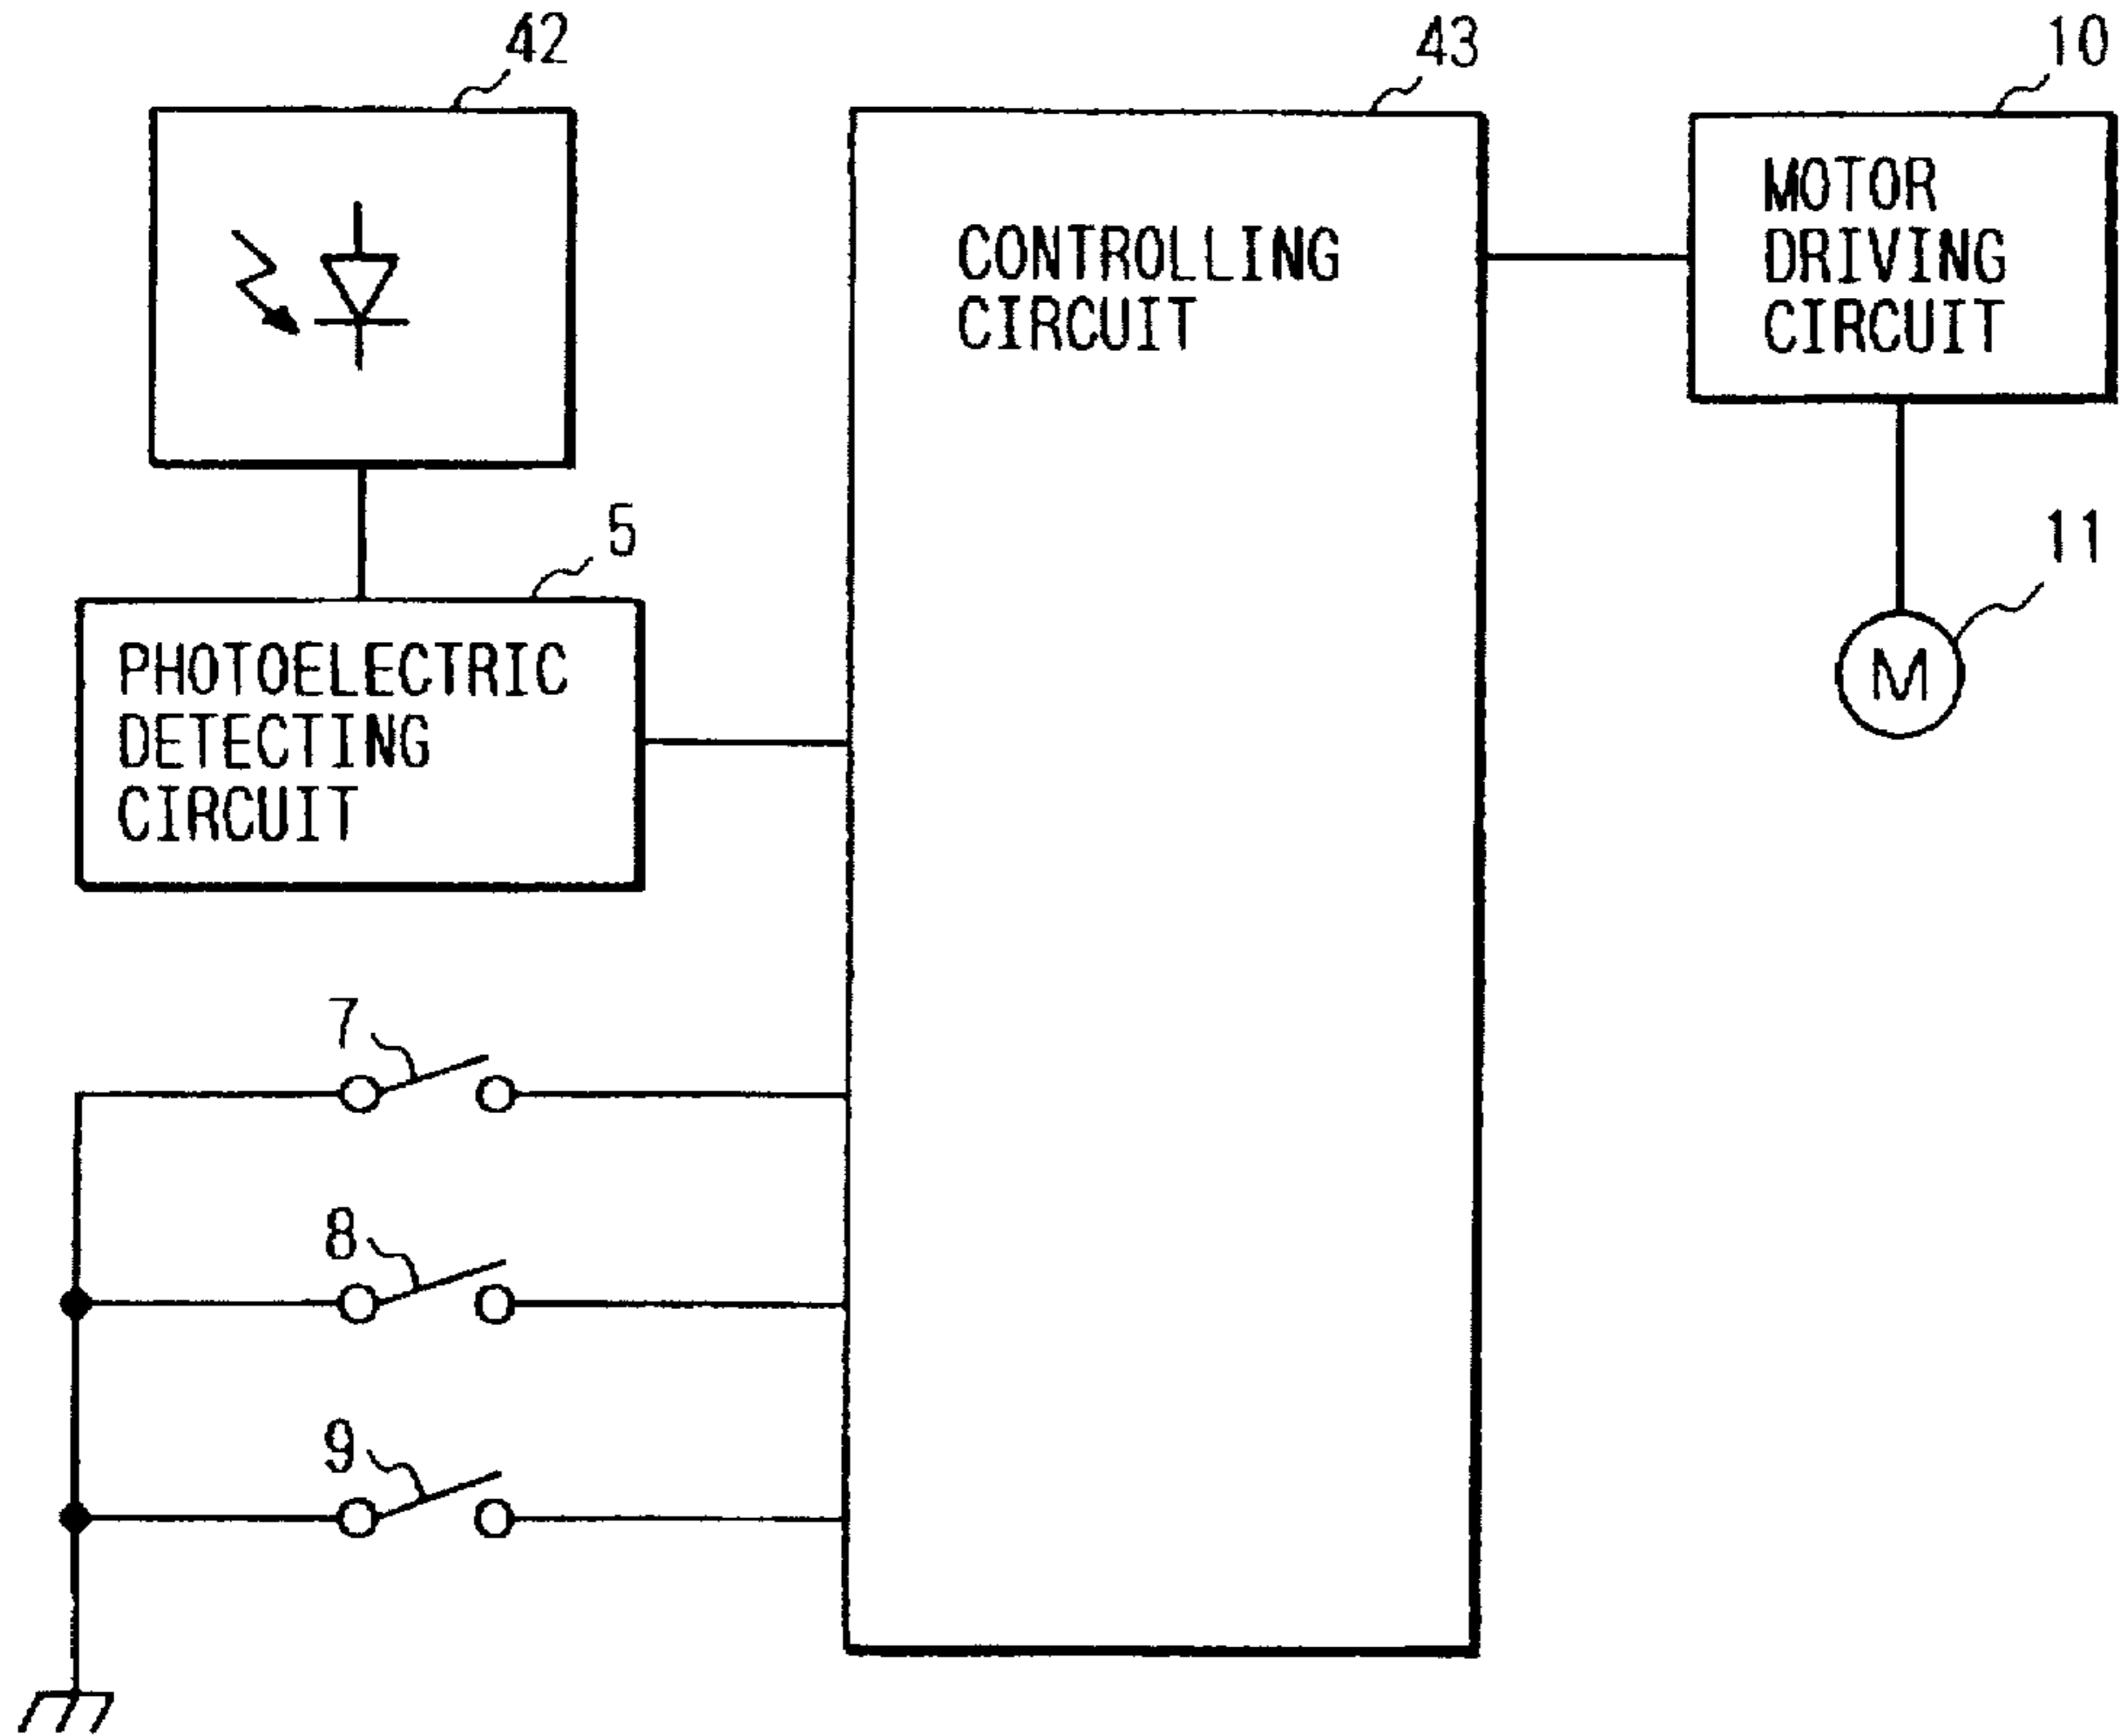 42
43
10
MOTOR
DRIVING
CIRCUIT
CONTROLLING
CIRCUIT
5
11
PHOTOELECTRIC
DETECTING
CIRCUIT
M
7
8
9